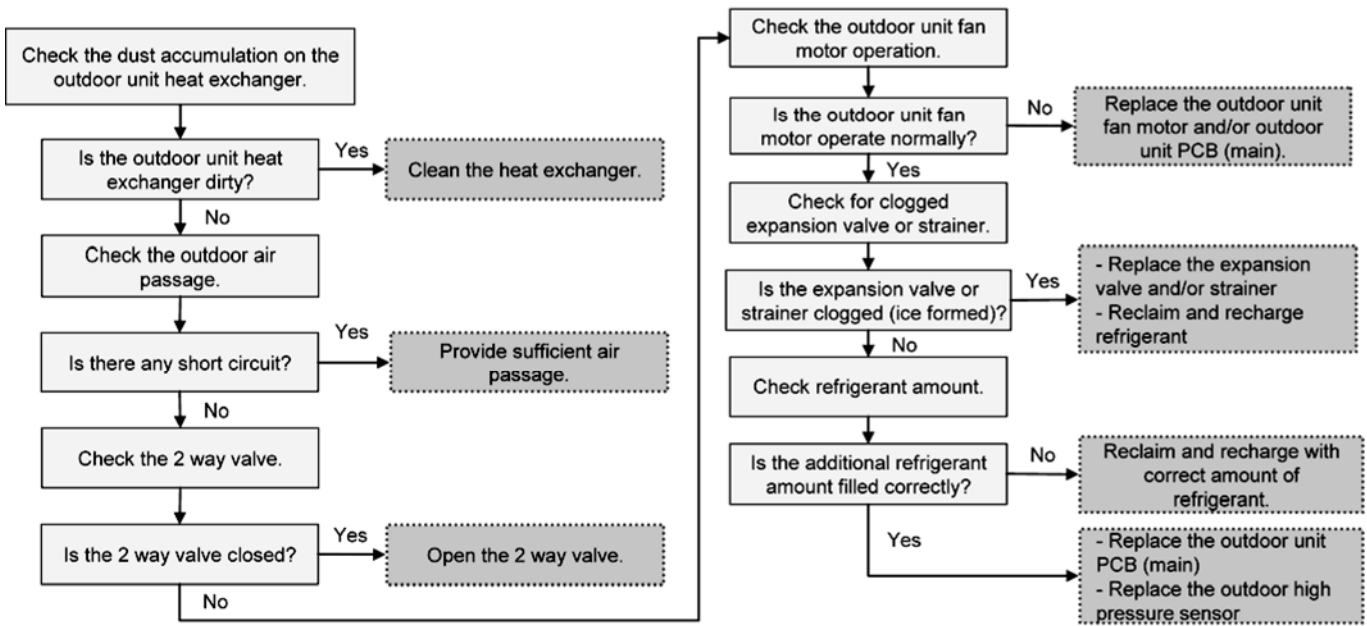 Check the dust accumulation on the
outdoor unit heat exchanger.
Is the outdoor unit heat
exchanger dirty?
Yes
Clean the heat exchanger.
No
Check the outdoor air
passage.
Is there any short circuit?
Yes
Provide sufficient air
passage.
No
Check the 2 way valve.
Is the 2 way valve closed?
Yes
Open the 2 way valve.
No
Check the outdoor unit fan
motor operation.
Is the outdoor unit fan
motor operate normally?
No
Replace the outdoor unit
fan motor and/or outdoor
unit PCB (main).
Yes
Check for clogged
expansion valve or strainer.
Is the expansion valve or
strainer clogged (ice formed)?
Yes
- Replace the expansion
valve and/or strainer
- Reclaim and recharge
refrigerant
No
Check refrigerant amount.
Is the additional refrigerant
amount filled correctly?
No
Reclaim and recharge with
correct amount of
refrigerant.
Yes
- Replace the outdoor unit
PCB (main)
- Replace the outdoor high
pressure sensor